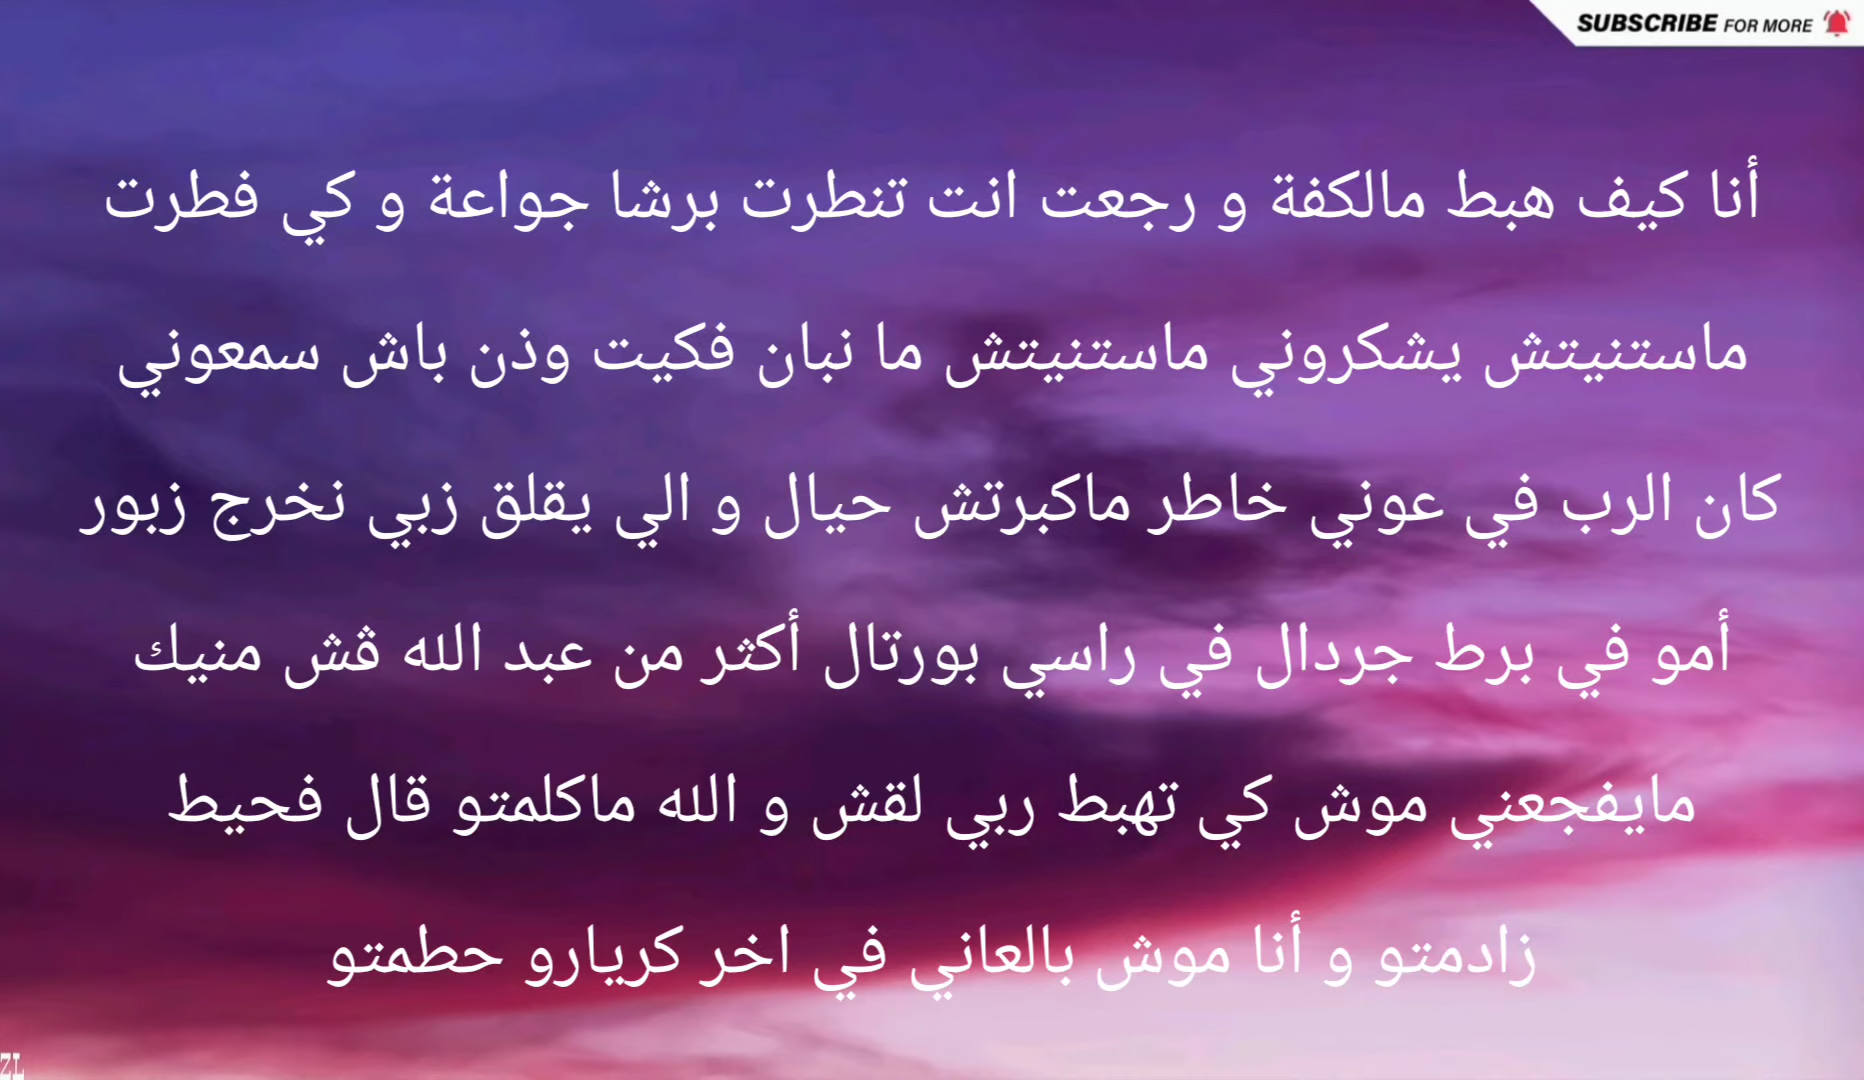 SUBSCRIBE FOR MORE
أنا كيف هبط مالكفة و رجعت انت تنطرت برشا جواعة و كي فطرت
ماستنيتش يشكروني ماستنيتش ما نبان فكيت وذن باش سمعوني
كان الرب في عوني خاطر ماكبرتش حيال و الي يقلق زبي نخرج زبور
أمو في برط جردال في راسي بورتال أكثر من عبد الله ڨش منيك
مايفجعني موش كي تهبط ربي لقش و الله ماكلمتو قال فحيط
زادمتو و أنا موش بالعاني في اخر كريارو حطمتو
ZL